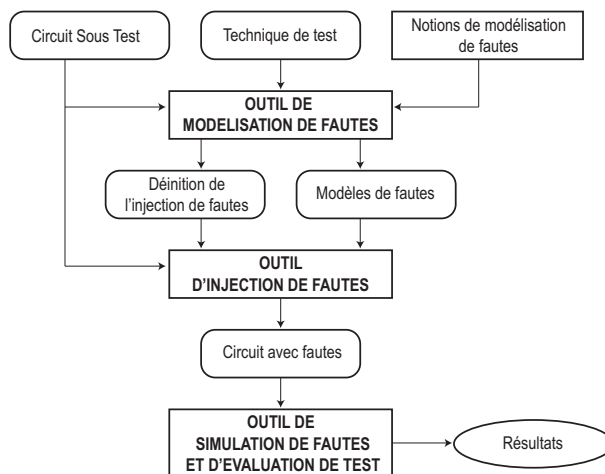 Circuit Sous Test
Technique de test
Notions de modélisation
de fautes
OUTIL DE
MODELISATION DE FAUTES
Déinition de
l'injection de fautes
Modèles de fautes
OUTIL
D'INJECTION DE FAUTES
Circuit avec fautes
OUTIL DE
SIMULATION DE FAUTES
ET D'EVALUATION DE TEST
Résultats